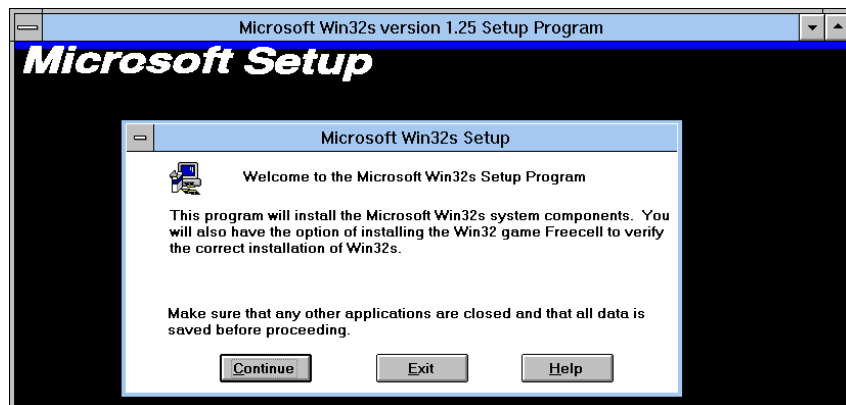 Microsoft Win32s version 1.25 Setup Program
Microsoft Setup
Microsoft Win32s Setup
Welcome to the Microsoft Win32s Setup Program
This program will install the Microsoft Win32s system components. You
will also have the option of installing the Win32 game Freecell to verify
the correct installation of Win32s.
Make sure that any other applications are closed and that all data is
saved before proceeding.
Continue Exit Help